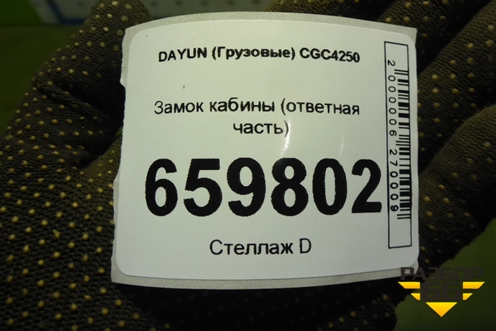 DAYUN (Грузовые) CGC4250
Замок кабины (ответная
часть)
659802
Стеллаж D
2000006270009